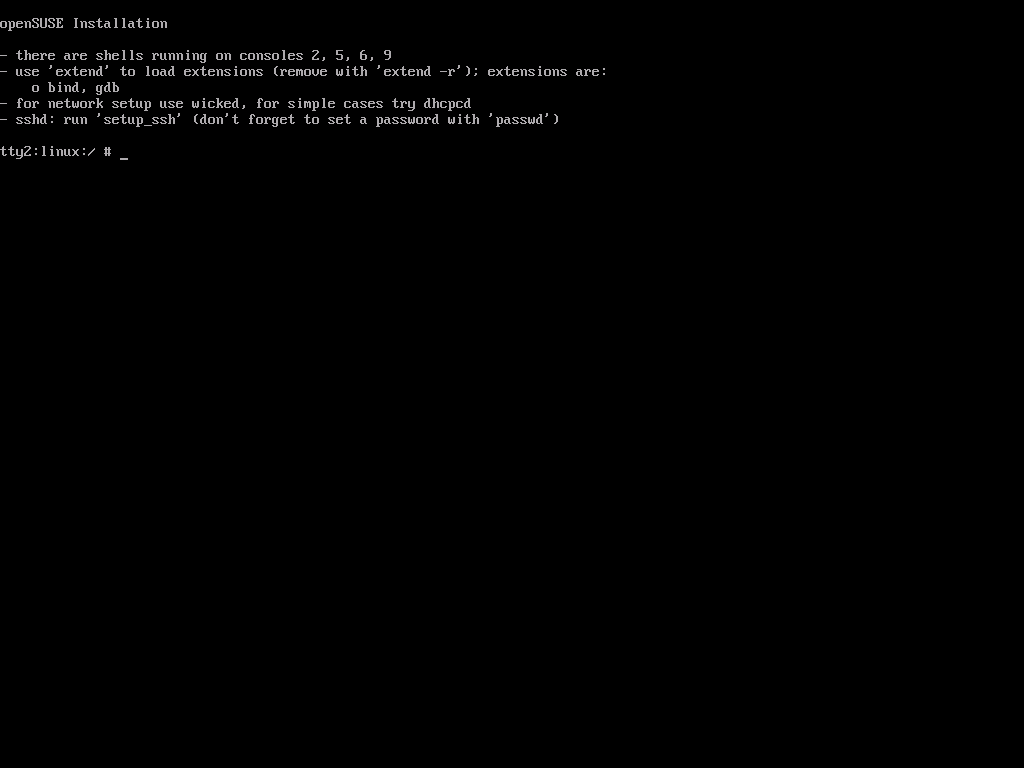 openSUSE Installation
- there are shells running on consoles 2, 5, 6, 9
- use 'extend' to load extensions (remove with 'extend -r'); extensions are:
o bind, gdb
- for network setup use wicked, for simple cases try dhcpcd
- sshd: run 'setup_ssh' (don't forget to set a password with 'passwd')
tty2:linux:/ # _